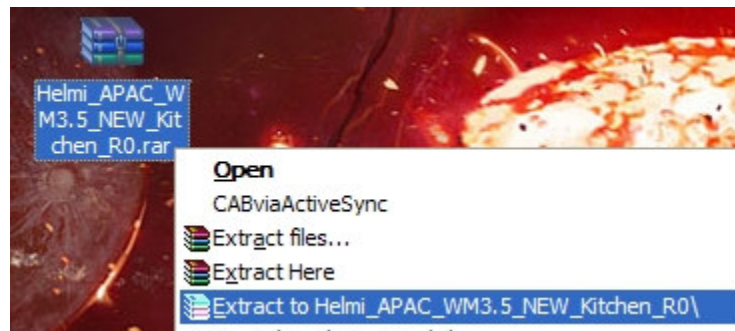 Helmi_APAC_W
M3.5_NEW_Kit
chen_R0.rar
Open
CABviaActiveSync
Extract files...
Extract Here
Extract to Helmi_APAC_WM3.5_NEW_Kitchen_R0\